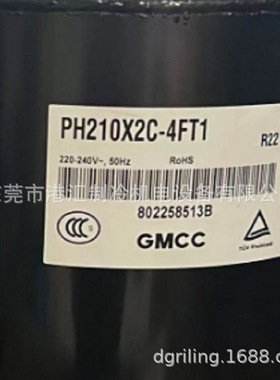 PH210X2C-4FT1
R22
220-240V~, 50Hz
RoHS
东莞市港江制冷机电设备有限公司
802258513B
GMCC
TÜV Rheinland
dgriling.1688.c